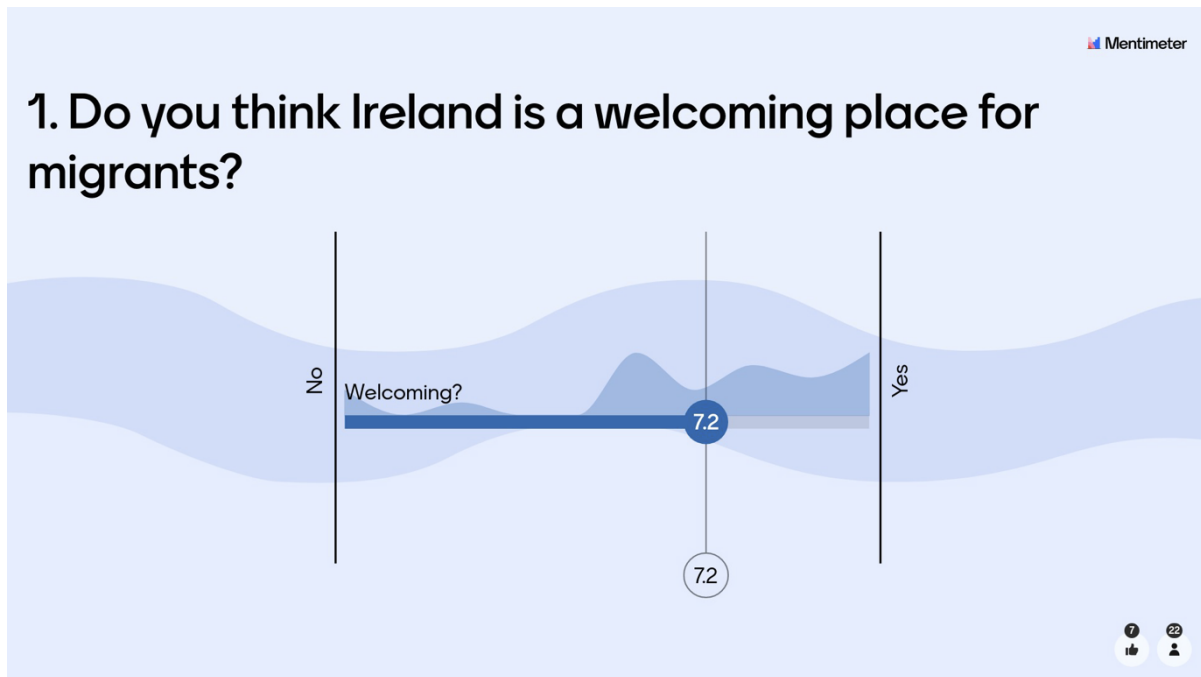 Mentimeter
1. Do you think Ireland is a welcoming place for
migrants?
No
Welcoming?
7.2
Yes
7.2
7
22